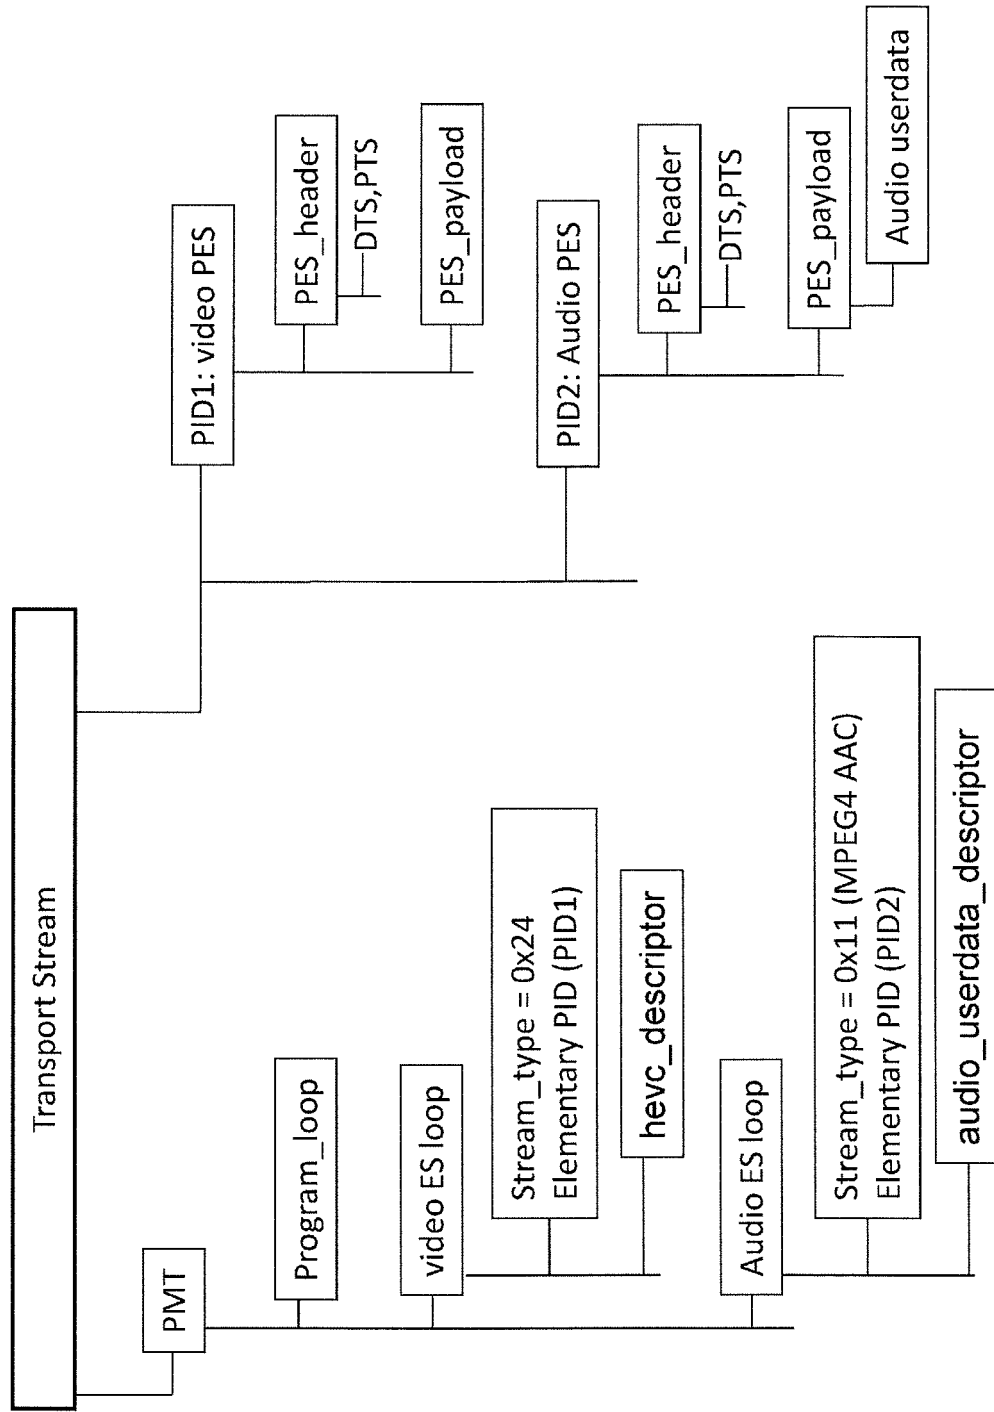 Transport Stream
PMT
Program_loop
video ES loop
Stream_type = 0x24
Elementary PID (PID1)
hevc_descriptor
Audio ES loop
Stream_type = 0x11 (MPEG4 AAC)
Elementary PID (PID2)
audio_userdata_descriptor
PID1: video PES
PES_header
DTS,PTS
PES_payload
PID2: Audio PES
PES_header
DTS,PTS
PES_payload
Audio userdata